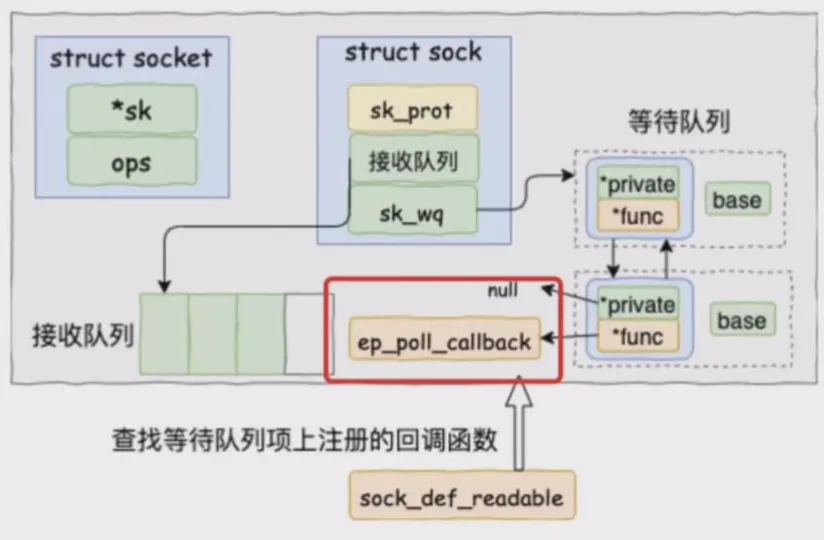 struct socket
*sk
ops
struct sock
sk_prot
接收队列
sk_wq
等待队列
*private
*func
base
*private
*func
base
接收队列
null
ep_poll_callback
查找等待队列项上注册的回调函数
sock_def_readable